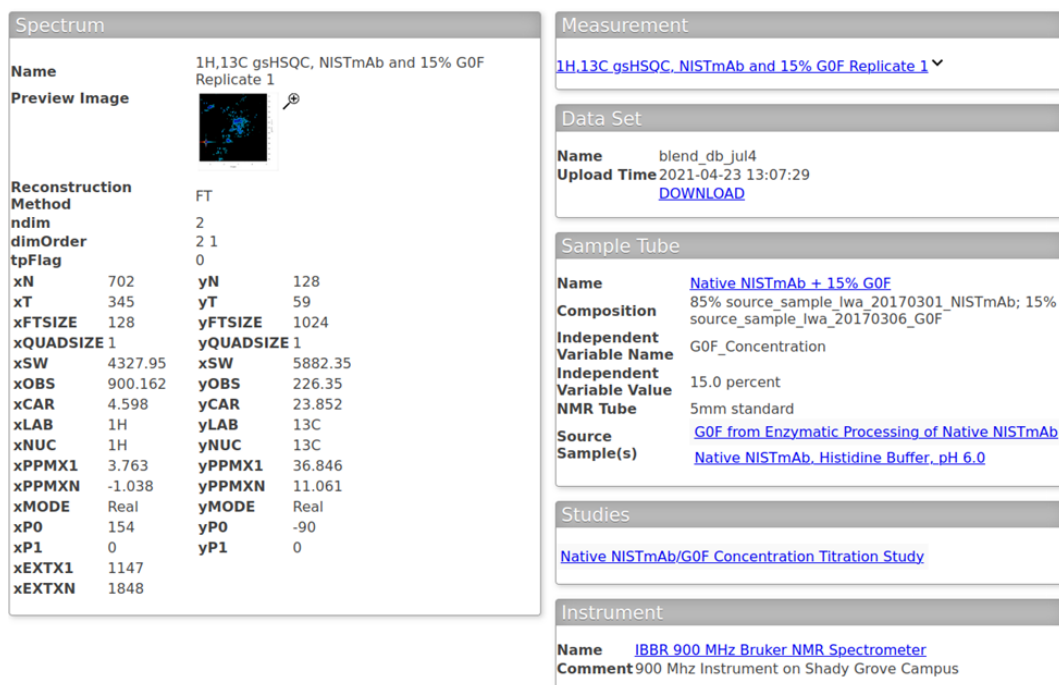 Spectrum
Name 1H,13C gsHSQC, NISTmAb and 15% G0F
Replicate 1
Preview Image
Reconstruction
Method FT
ndim 2
dimOrder 2 1
tpFlag 0
xN 702 yN 128
xT 345 yT 59
xFTSIZE 128 yFTSIZE 1024
xQUADSIZE 1 yQUADSIZE 1
xSW 4327.95 xSW 5882.35
xOBS 900.162 yOBS 226.35
xCAR 4.598 yCAR 23.852
xLAB 1H yLAB 13C
xNUC 1H yNUC 13C
xPPMX1 3.763 yPPMX1 36.846
xPPMXN -1.038 yPPMXN 11.061
xMODE Real yMODE Real
xP0 154 yP0 -90
xP1 0 yP1 0
xEXTX1 1147
xEXTXN 1848
Measurement
1H,13C gsHSQC, NISTmAb and 15% G0F Replicate 1
Data Set
Name blend_db_jul4
Upload Time 2021-04-23 13:07:29
DOWNLOAD
Sample Tube
Name Native NISTmAb + 15% G0F
Composition 85% source_sample_lwa_20170301_NISTmAb; 15%
source_sample_lwa_20170306_G0F
Independent
Variable Name G0F_Concentration
Independent
Variable Value 15.0 percent
NMR Tube 5mm standard
Source
Sample(s) G0F from Enzymatic Processing of Native NISTmAb
Native NISTmAb, Histidine Buffer, pH 6.0
Studies
Native NISTmAb/G0F Concentration Titration Study
Instrument
Name IBBR 900 MHz Bruker NMR Spectrometer
Comment 900 Mhz Instrument on Shady Grove Campus